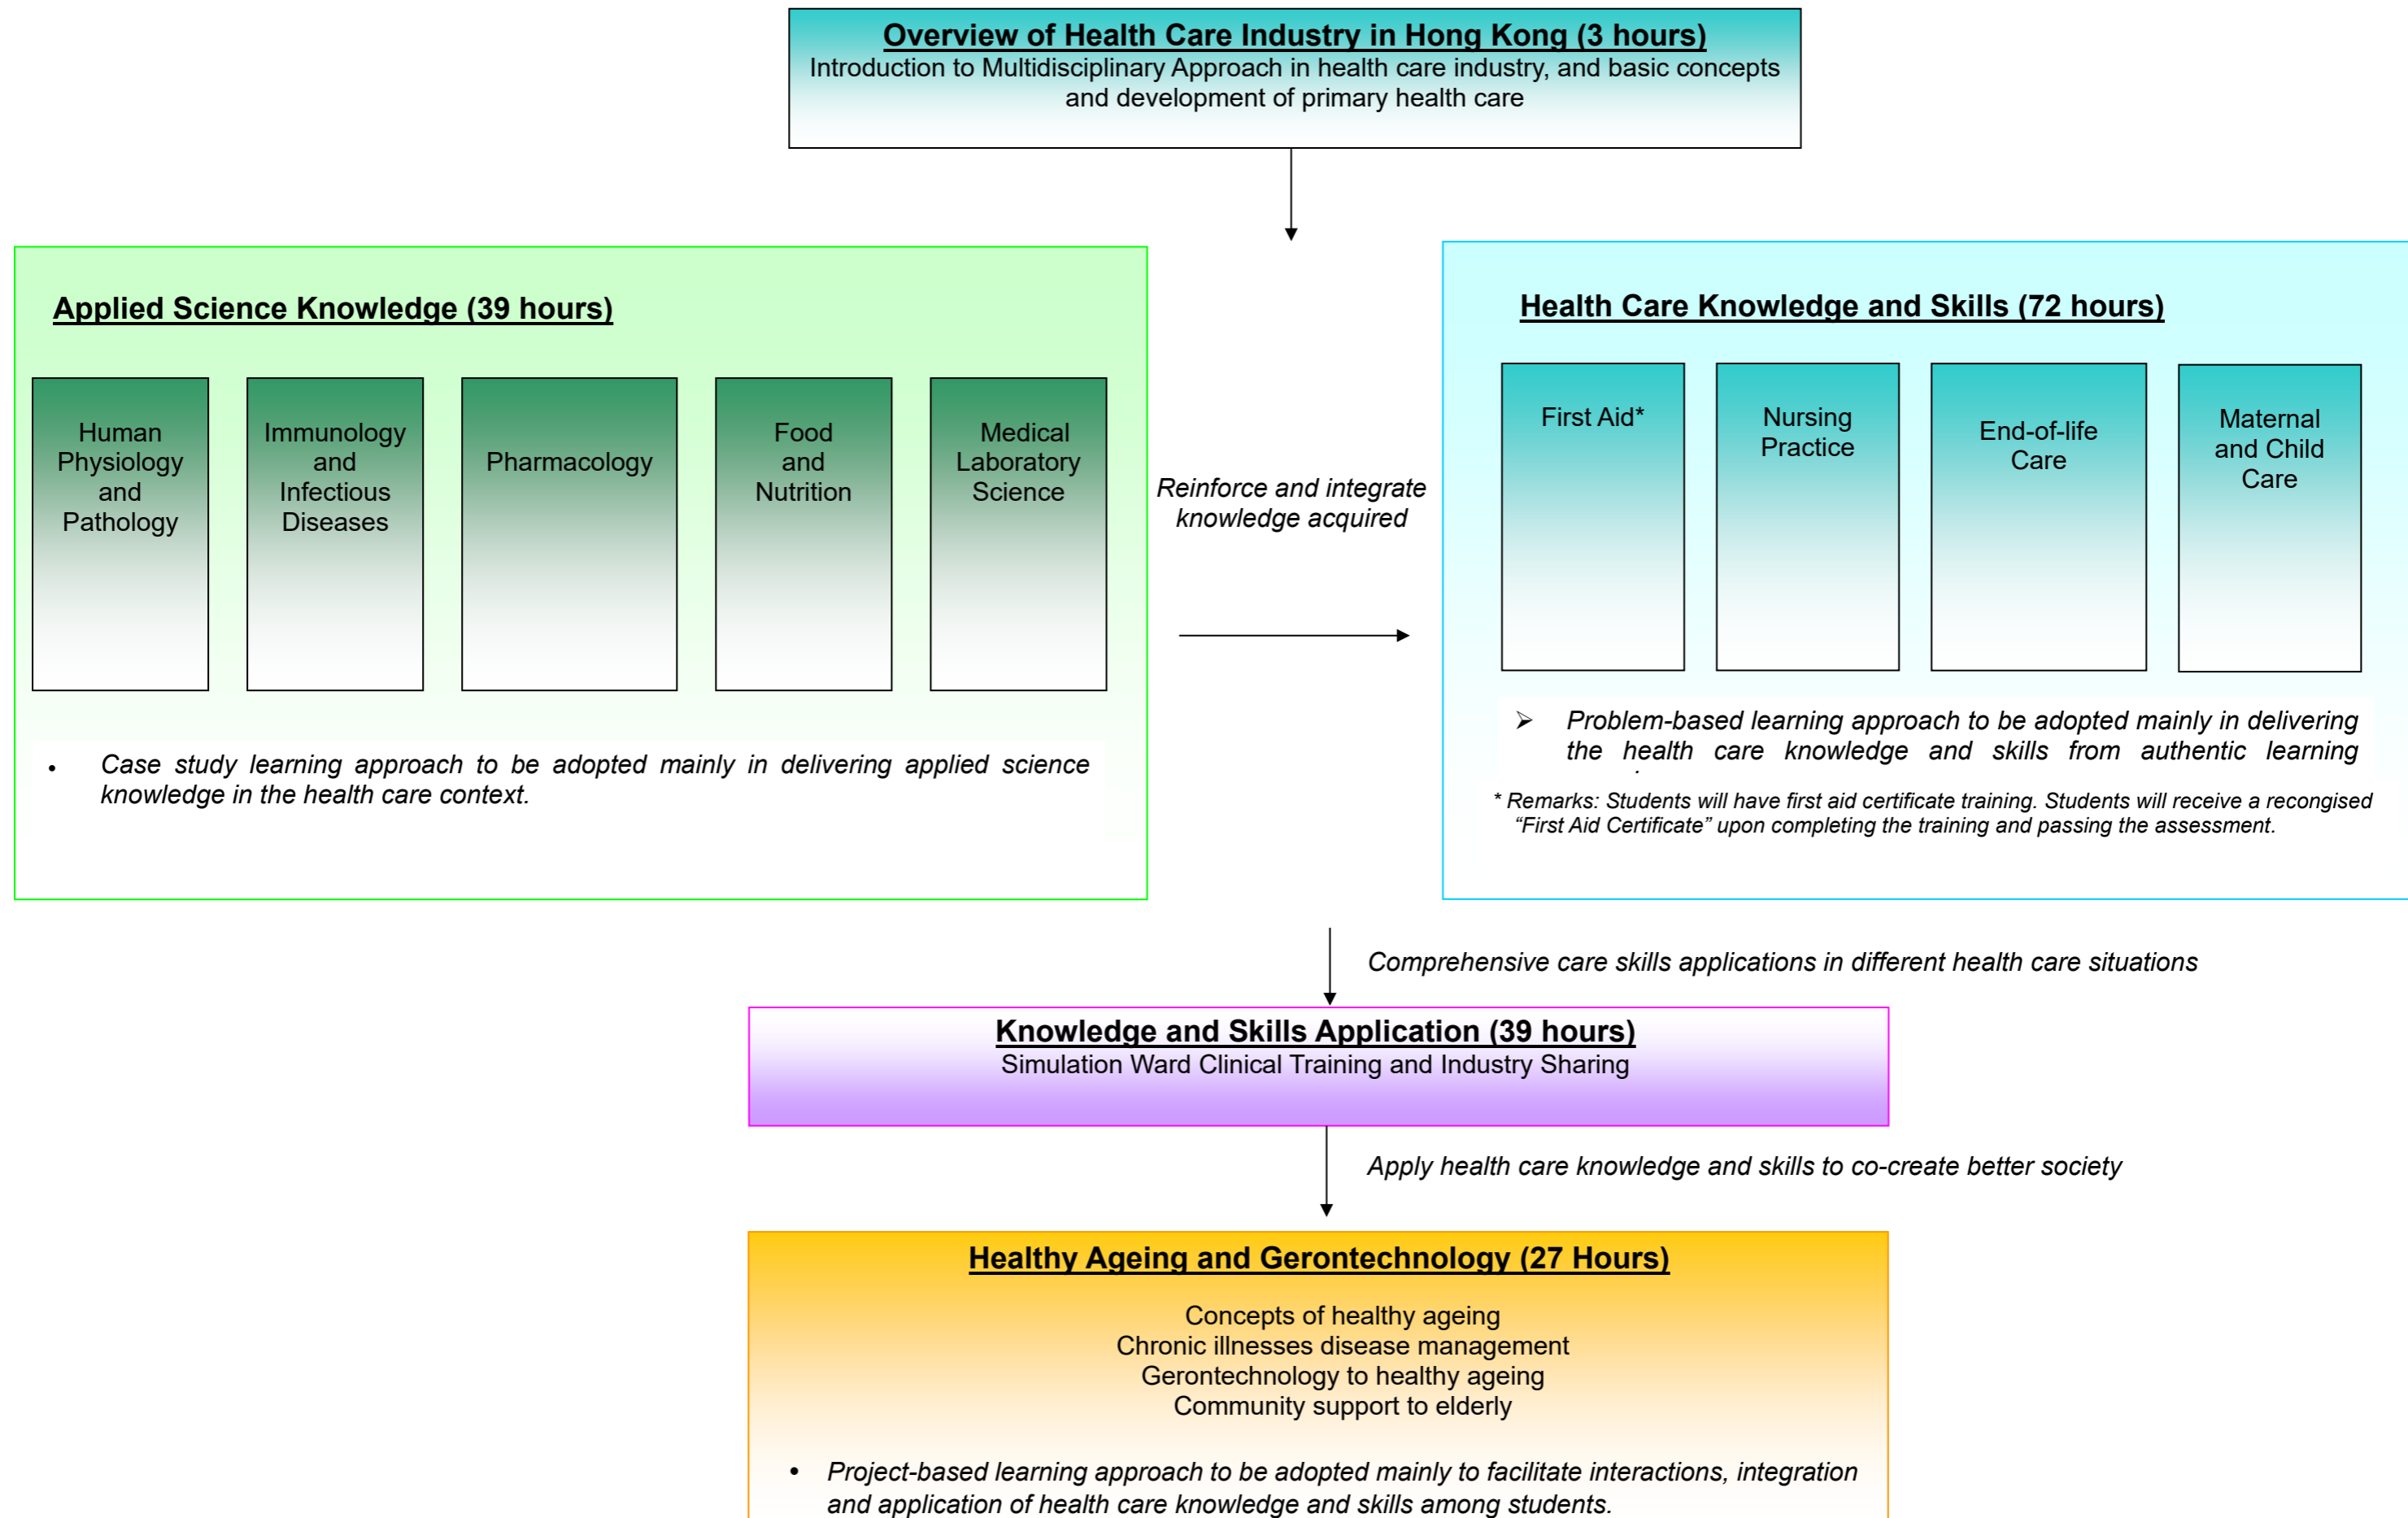 Overview of Health Care Industry in Hong Kong (3 hours)
Introduction to Multidisciplinary Approach in health care industry, and basic concepts
and development of primary health care
Applied Science Knowledge (39 hours)
Human
Physiology
and
Pathology
Immunology
and
Infectious
Diseases
Pharmacology
Food
and
Nutrition
Medical
Laboratory
Science
• Case study learning approach to be adopted mainly in delivering applied science
knowledge in the health care context.
Reinforce and integrate
knowledge acquired
Health Care Knowledge and Skills (72 hours)
First Aid*
Nursing
Practice
End-of-life
Care
Maternal
and Child
Care
➢ Problem-based learning approach to be adopted mainly in delivering
the health care knowledge and skills from authentic learning
* Remarks: Students will have first aid certificate training. Students will receive a recongised
“First Aid Certificate” upon completing the training and passing the assessment.
Comprehensive care skills applications in different health care situations
Knowledge and Skills Application (39 hours)
Simulation Ward Clinical Training and Industry Sharing
Apply health care knowledge and skills to co-create better society
Healthy Ageing and Gerontechnology (27 Hours)
Concepts of healthy ageing
Chronic illnesses disease management
Gerontechnology to healthy ageing
Community support to elderly
• Project-based learning approach to be adopted mainly to facilitate interactions, integration
and application of health care knowledge and skills among students.